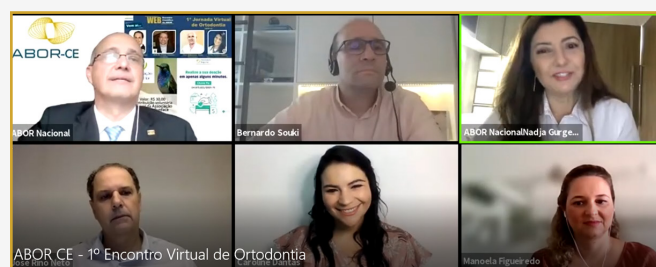 ABOR-CE
WEB
1ª Jornada Virtual
de Ortodontia
ABOR Nacional
Bernardo Souki
ABOR NacionalNadja Gurge...
José Rino Neto
Caroline Dantas
Manoela Figueiredo
ABOR CE - 1º Encontro Virtual de Ortodontia